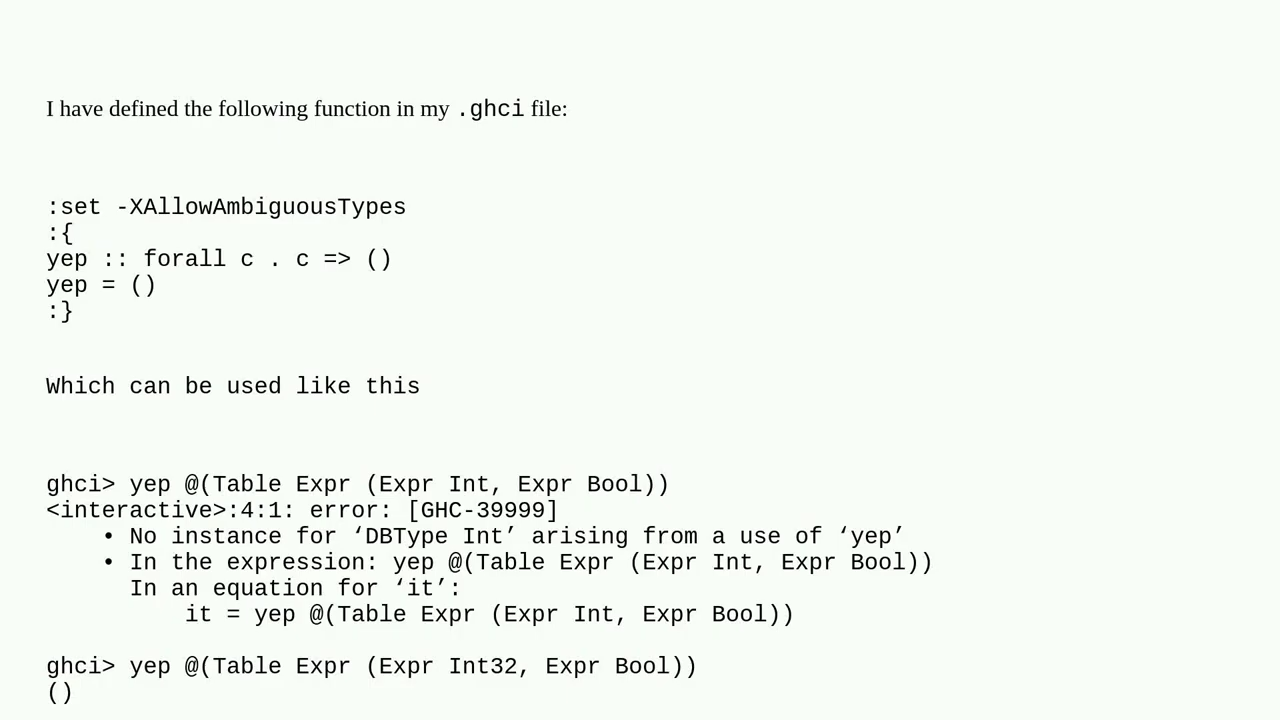 I have defined the following function in my .ghci file:
:set -XAllowAmbiguousTypes
:{
yep :: forall c . c => ()
yep = ()
:}
Which can be used like this
ghci> yep @(Table Expr (Expr Int, Expr Bool))
<interactive>:4:1: error: [GHC-39999]
    • No instance for ‘DBType Int’ arising from a use of ‘yep’
    • In the expression: yep @(Table Expr (Expr Int, Expr Bool))
      In an equation for ‘it’:
          it = yep @(Table Expr (Expr Int, Expr Bool))
ghci> yep @(Table Expr (Expr Int32, Expr Bool))
()